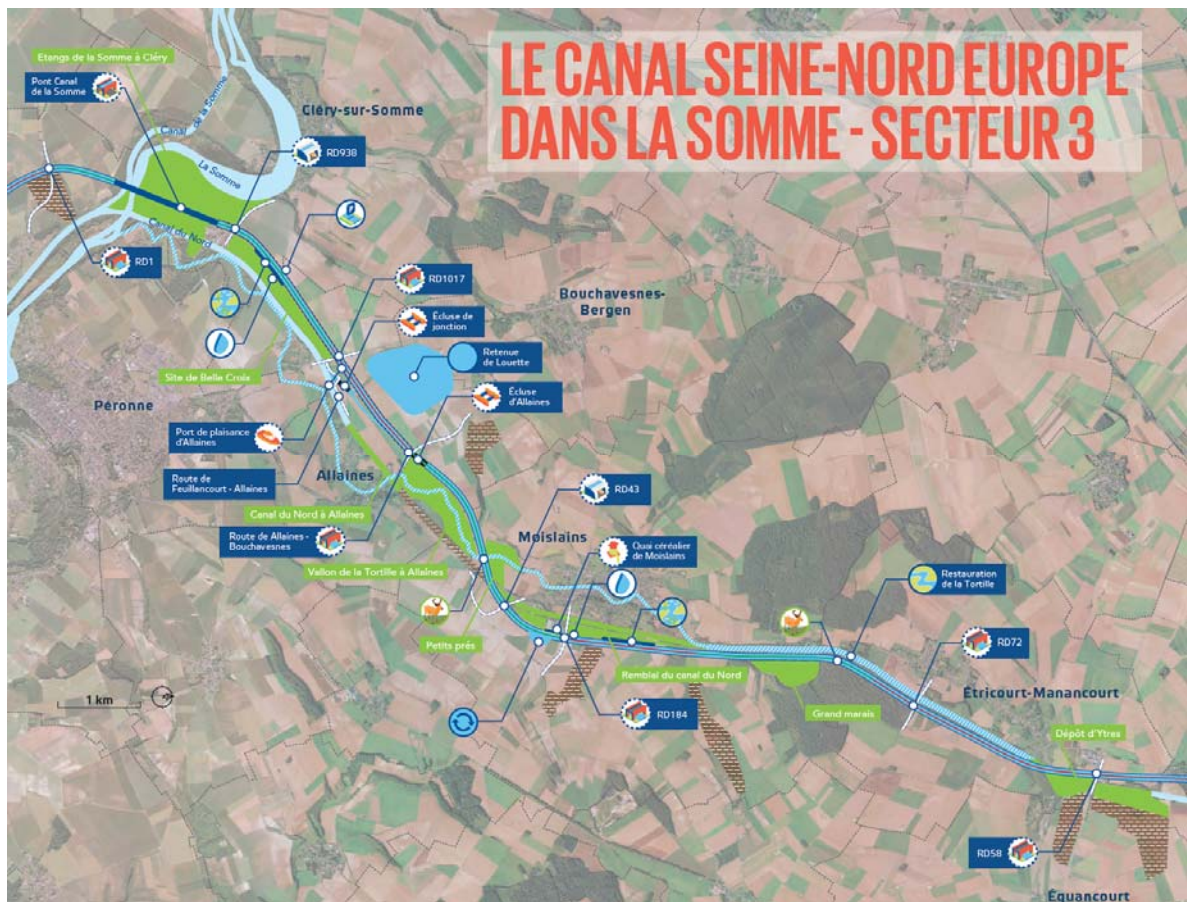 LE CANAL SEINE-NORD EUROPE
DANS LA SOMME - SECTEUR 3
Etangs de la Somme à Cléry
Pont Canal
de la Somme
Canal de la Somme
Cléry-sur-Somme
RD938
La Somme
Canal du Nord
RD1
RD1017
Bouchavesnes-
Bergen
Écluse de
jonction
Retenue
de Louette
Site de Belle Croix
Écluse
d'Allaines
Péronne
Port de plaisance
d'Allaines
Allaines
Route de
Feuillancourt - Allaines
RD43
Canal du Nord à Allaines
Route de Allaines -
Bouchavesnes
Moislains
Quai céréalier
de Moislains
Vallon de la Tortille à Allaines
Restauration
de la Tortille
Petits prés
RD72
Remblai du canal du Nord
Étricourt-Manancourt
1 km
RD184
Grand marais
Dépôt d'Ytres
RD58
Équancourt